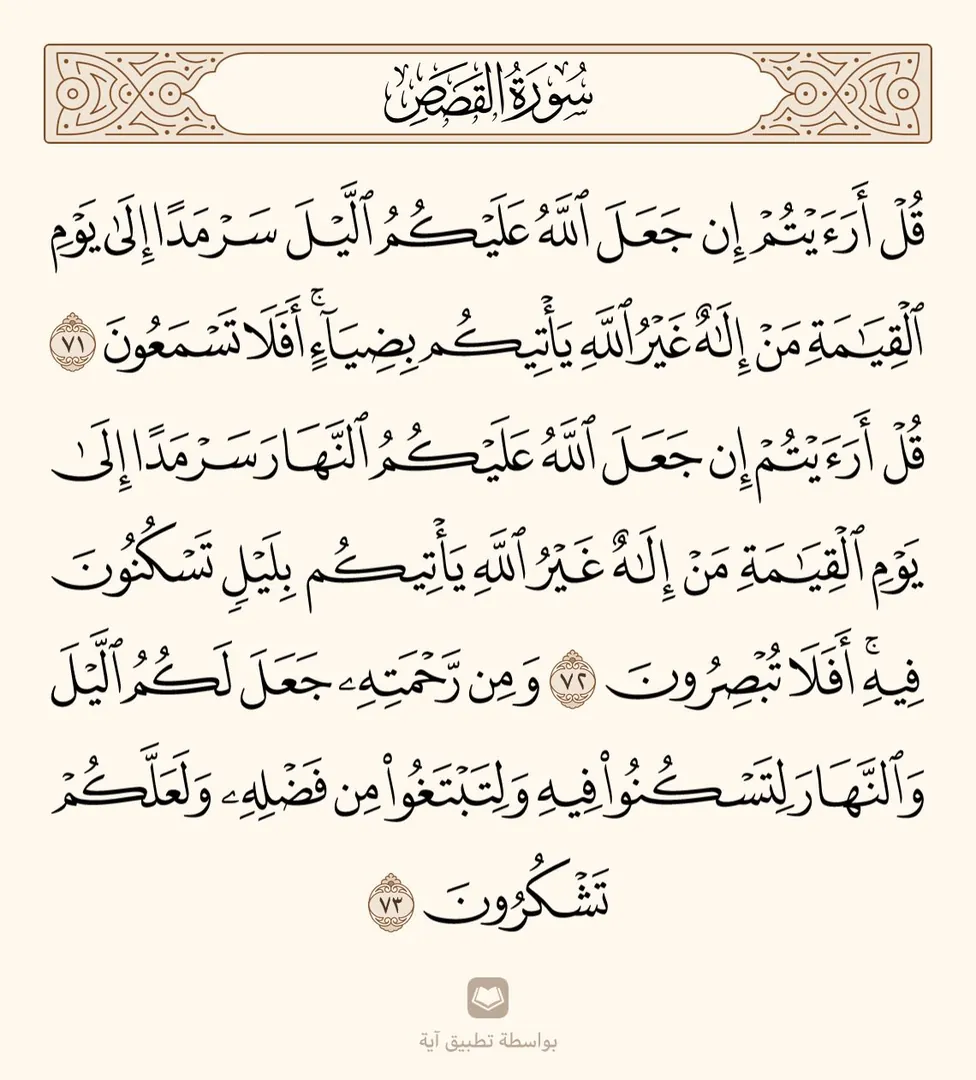 سُورَةُ القَصَصِ
قُلْ أَرَءَيْتُمْ إِن جَعَلَ ٱللَّهُ عَلَيْكُمُ ٱلَّيْلَ سَرْمَدًا إِلَىٰ يَوْمِ
ٱلْقِيَـٰمَةِ مَنْ إِلَـٰهٌ غَيْرُ ٱللَّهِ يَأْتِيكُم بِضِيَآءٍ ۚ أَفَلَا تَسْمَعُونَ ٧١
قُلْ أَرَءَيْتُمْ إِن جَعَلَ ٱللَّهُ عَلَيْكُمُ ٱلنَّهَارَ سَرْمَدًا إِلَىٰ
يَوْمِ ٱلْقِيَـٰمَةِ مَنْ إِلَـٰهٌ غَيْرُ ٱللَّهِ يَأْتِيكُم بِلَيْلٍ تَسْكُنُونَ
فِيهِ ۚ أَفَلَا تُبْصِرُونَ ٧٢ وَمِن رَّحْمَتِهِۦ جَعَلَ لَكُمُ ٱلَّيْلَ
وَٱلنَّهَارَ لِتَسْكُنُوا۟ فِيهِ وَلِتَبْتَغُوا۟ مِن فَضْلِهِۦ وَلَعَلَّكُمْ
تَشْكُرُونَ ٧٣
بواسطة تطبيق آية